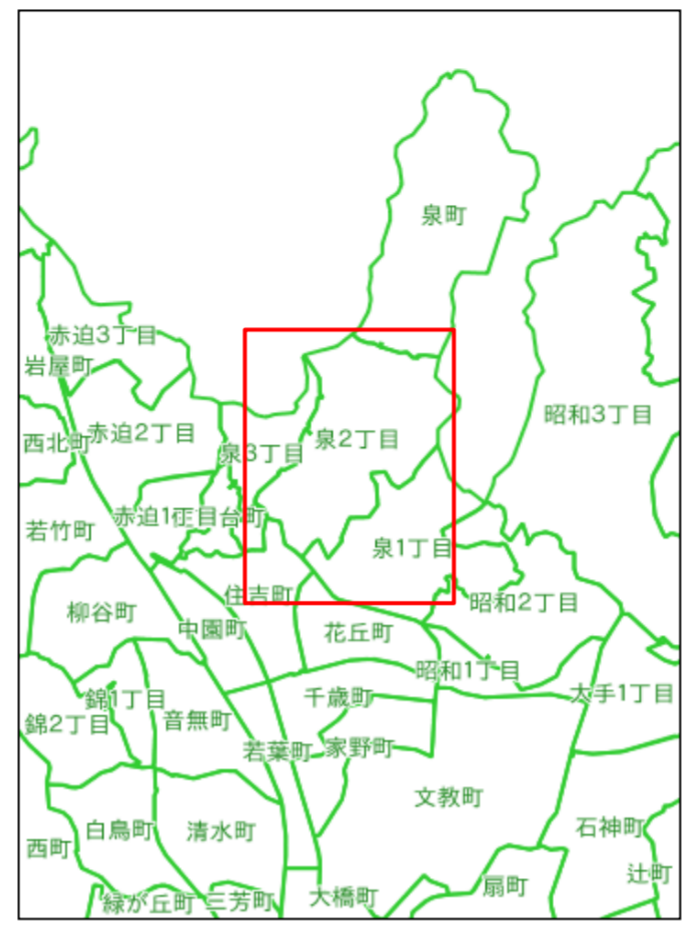 泉町
赤迫3丁目
岩屋町
昭和3丁目
西北町
赤迫2丁目
泉3丁目
泉2丁目
赤迫1丁目
台町
若竹町
泉1丁目
住吉町
昭和2丁目
柳谷町
中園町
花丘町
昭和1丁目
錦1丁目
千歳町
大手1丁目
錦2丁目
音無町
若葉町
家野町
文教町
白鳥町
清水町
石神町
西町
辻町
扇町
緑が丘町
三芳町
大橋町